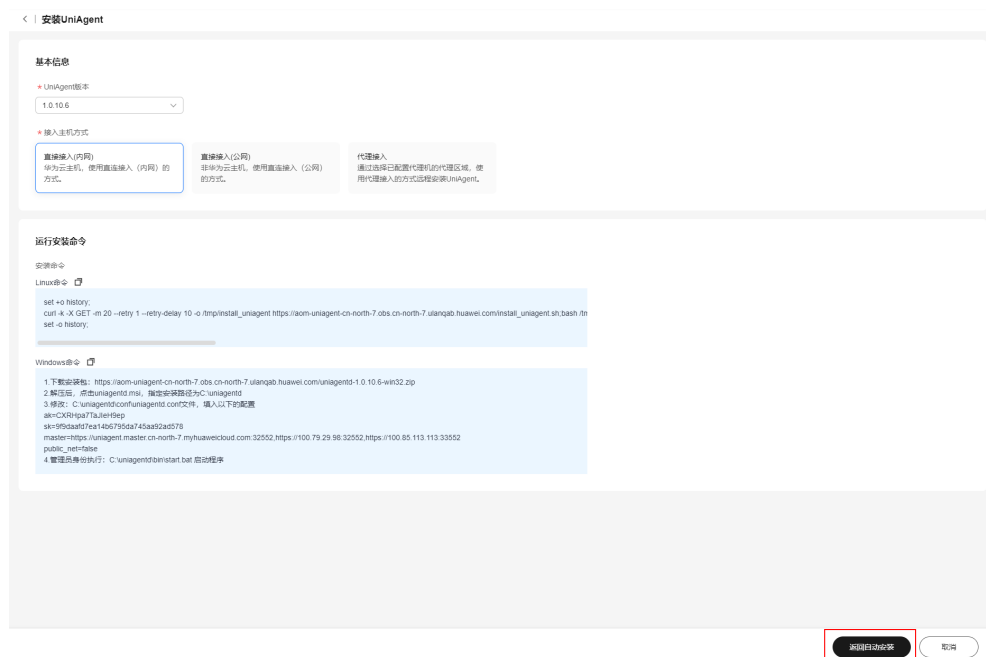 安装UniAgent
基本信息
* UniAgent版本
1.0.10.6
* 接入主机方式
直接接入(内网)
华为云主机，使用直连接入（内网）的
方式。
直接接入(公网)
非华为云主机，使用直连接入（公网）
的方式。
代理接入
通过选择已配置代理机的代理区域，使
用代理接入的方式远程安装UniAgent。
运行安装命令
安装命令
Linux命令
set +o history;
curl -k -X GET -m 20 --retry 1 --retry-delay 10 -o /tmp/install_uniagent https://aom-uniagent-cn-north-7.obs.cn-north-7.ulanqab.huawei.com/install_uniagent.sh;bash /tn
set -o history;
Windows命令
1.下载安装包：https://aom-uniagent-cn-north-7.obs.cn-north-7.ulanqab.huawei.com/uniagentd-1.0.10.6-win32.zip
2.解压后，点击uniagentd.msi，指定安装路径为C:\uniagentd
3.修改：C:\uniagentd\conf\uniagentd.conf文件，填入以下的配置
ak=CXRHpa7TaJIeH9ep
sk=9f9daafd7ea14b6795da745aa92ad578
master=https://uniagent.master.cn-north-7.myhuaweicloud.com:32552,https://100.79.29.98:32552,https://100.85.113.113:33552
public_net=false
4.管理员身份执行：C:\uniagentd\bin\start.bat 启动程序
返回自动安装
取消